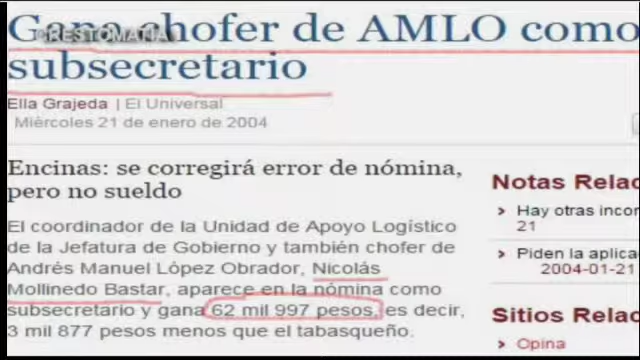 Gana chofer de AMLO como
CRESTOMATÍA
subsecretario
Ella Grajeda | El Universal
Miércoles 21 de enero de 2004
Encinas: se corregirá error de nómina,
pero no sueldo
El coordinador de la Unidad de Apoyo Logístico
de la Jefatura de Gobierno y también chofer de
Andrés Manuel López Obrador, Nicolás
Mollinedo Bastar, aparece en la nómina como
subsecretario y gana 62 mil 997 pesos, es decir,
3 mil 877 pesos menos que el tabasqueño.
Notas Relac
> Hay otras incor
21
> Piden la aplica
2004-01-21
Sitios Relac
> Opina